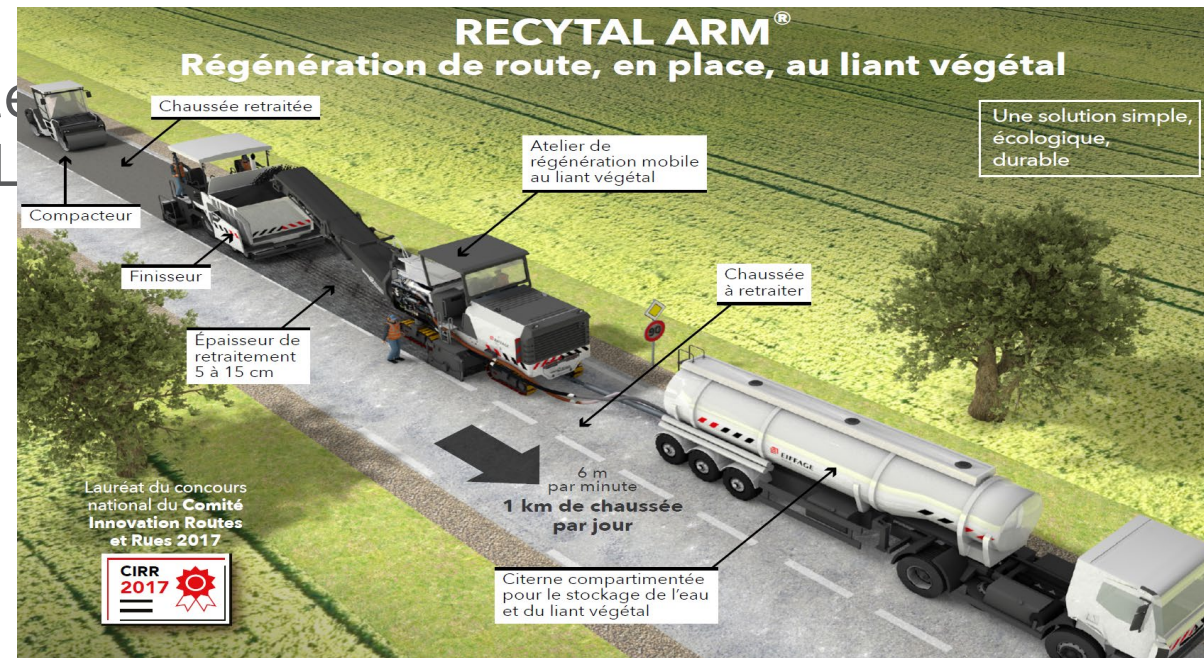 RECYTAL ARM®
Régénération de route, en place, au liant végétal
Une solution simple,
écologique,
durable
Chaussée retraitée
Atelier de
régénération mobile
au liant végétal
Compacteur
Finisseur
Chaussée
à retraiter
Épaisseur de
retraitement
5 à 15 cm
90
EIFFAGE
6 m
par minute
1 km de chaussée
par jour
Lauréat du concours
national du Comité
Innovation Routes
et Rues 2017
CIRR
2017
Citerne compartimentée
pour le stockage de l'eau
et du liant végétal